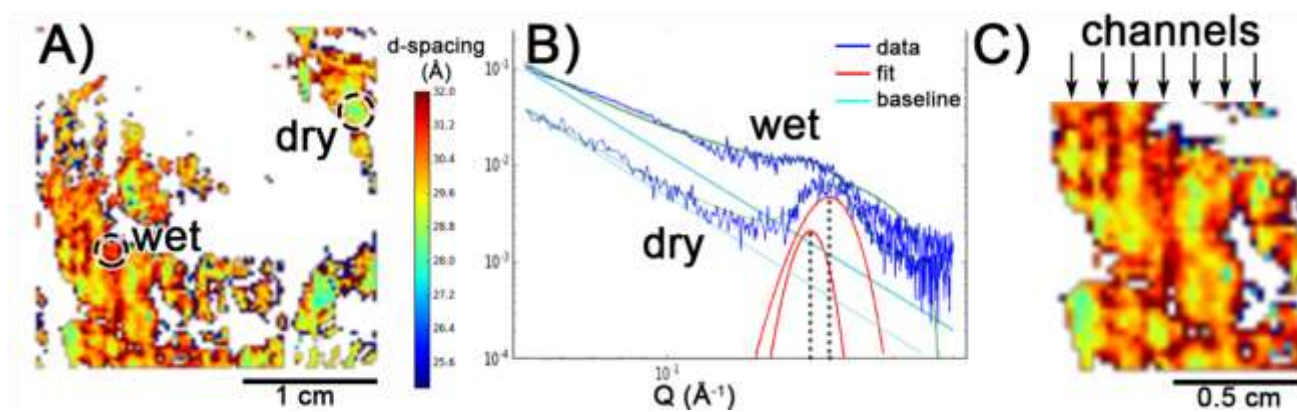 A)
d-spacing
(Å)
32.0
30.4
29.6
28.8
28.0
27.2
26.4
25.6
dry
wet
1 cm
B)
data
fit
baseline
wet
dry
10⁻¹
10⁻²
10⁻³
10⁻⁴
10⁻¹
Q (Å⁻¹)
C)
channels
0.5 cm